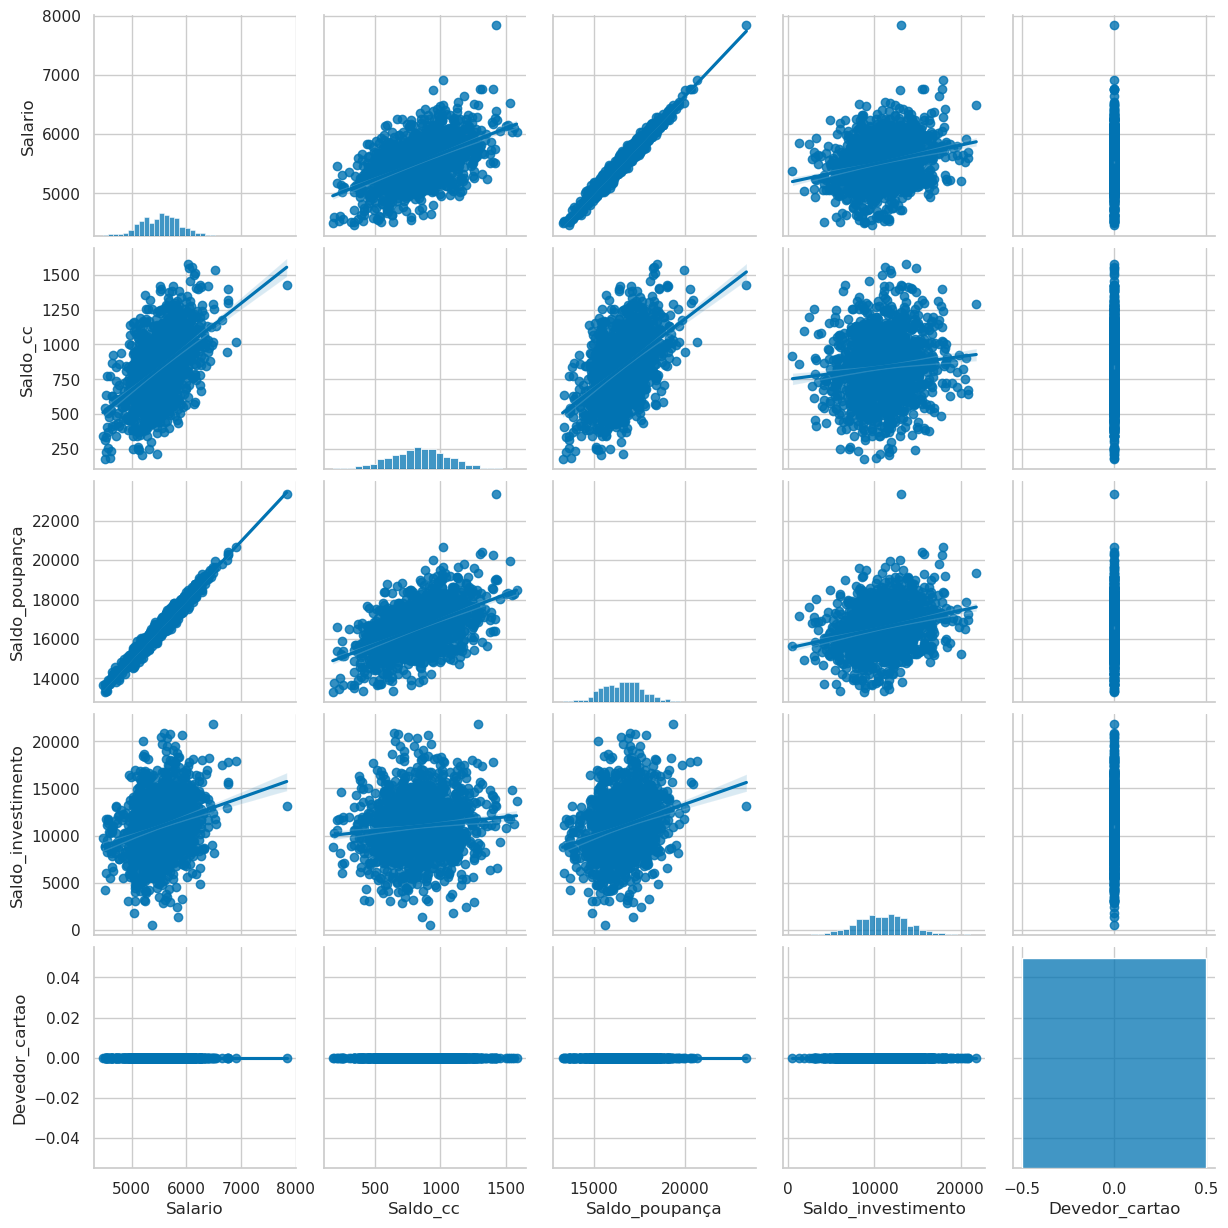 8000
7000
6000
5000
Salario
1500
1250
1000
750
500
250
Saldo_cc
22000
20000
18000
16000
14000
Saldo_poupança
20000
15000
10000
5000
0
Saldo_investimento
0.04
0.02
0.00
−0.02
−0.04
Devedor_cartao
5000 6000 7000 8000
Salario
500 1000 1500
Saldo_cc
15000 20000
Saldo_poupança
0 10000 20000
Saldo_investimento
−0.5 0.0 0.5
Devedor_cartao